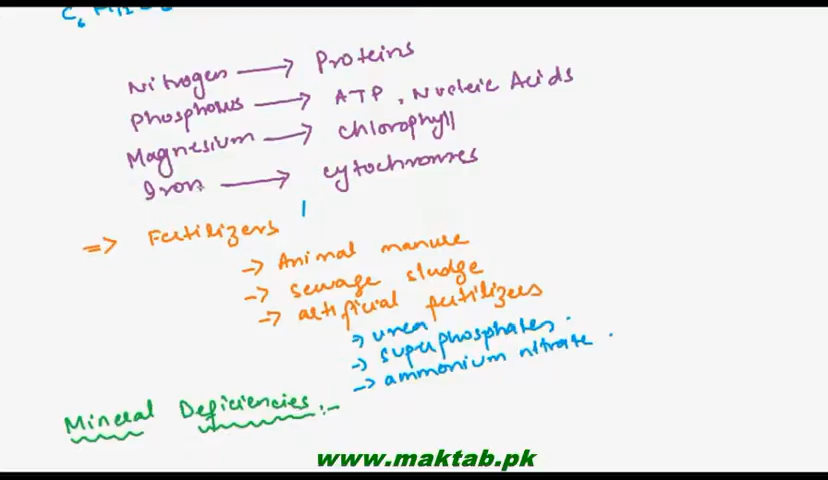 Nitrogen → Proteins
Phosphorus → ATP, Nucleic Acids
Magnesium → chlorophyll
Iron → cytochromes
=> Fertilizers
→ Animal manure
→ sewage sludge
→ artificial fertilizers
→ urea
→ superphosphates.
→ ammonium nitrate.
Mineral Deficiencies :-
www.maktab.pk